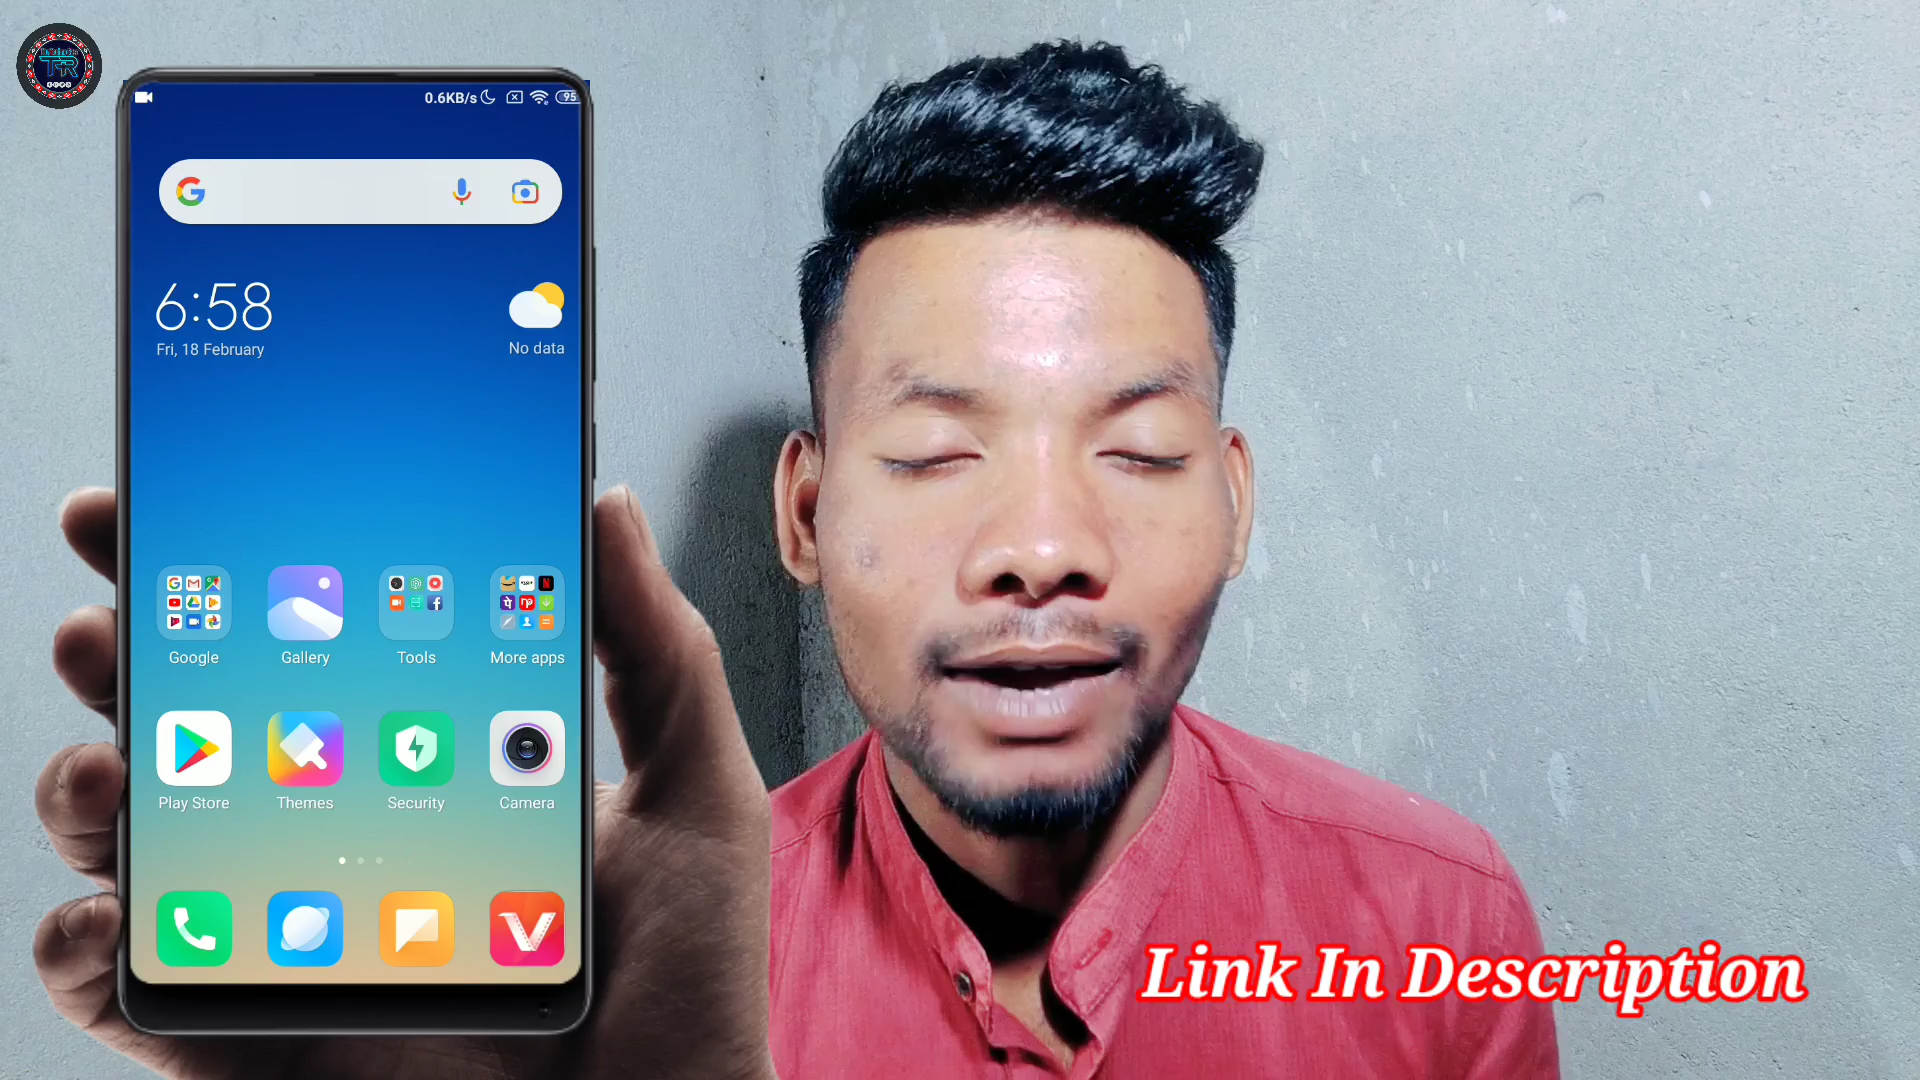 TR
0.6KB/s 95
6:58
Fri, 18 February
No data
Google Gallery Tools More apps
Play Store Themes Security Camera
Link In Description